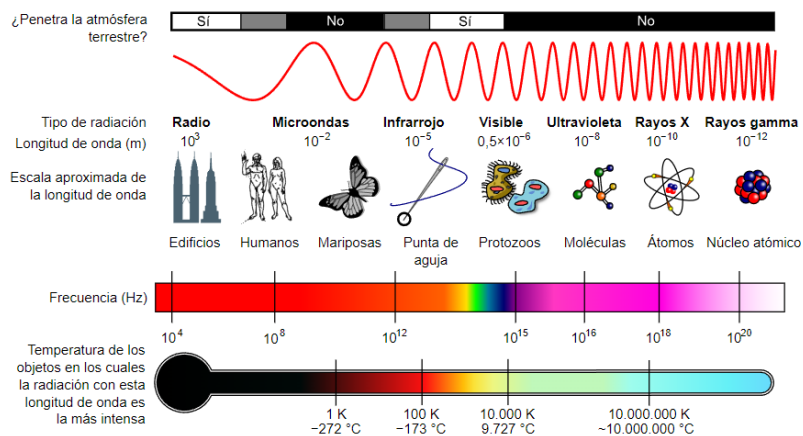 ¿Penetra la atmósfera
terrestre?
Sí
No
Sí
No
Tipo de radiación
Radio
Microondas
Infrarrojo
Visible
Ultravioleta
Rayos X
Rayos gamma
Longitud de onda (m)
10³
10⁻²
10⁻⁵
0,5×10⁻⁶
10⁻⁸
10⁻¹⁰
10⁻¹²
Escala aproximada de
la longitud de onda
Edificios
Humanos
Mariposas
Punta de
aguja
Protozoos
Moléculas
Átomos
Núcleo atómico
Frecuencia (Hz)
10⁴
10⁸
10¹²
10¹⁵
10¹⁶
10¹⁸
10²⁰
Temperatura de los
objetos en los cuales
la radiación con esta
longitud de onda es
la más intensa
1 K
−272 °C
100 K
−173 °C
10.000 K
9.727 °C
10.000.000 K
~10.000.000 °C